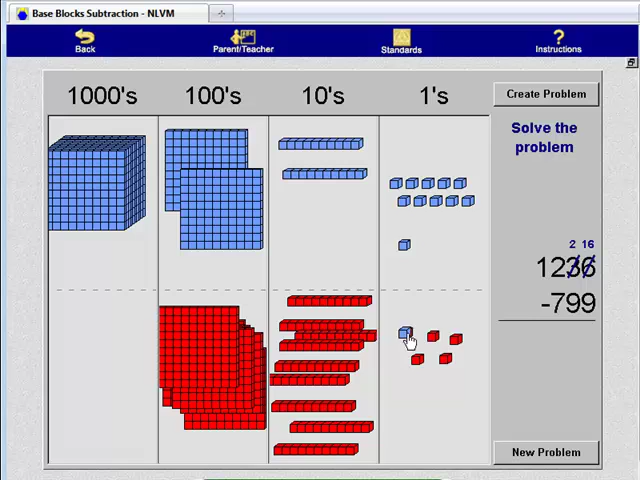 Base Blocks Subtraction - NLVM
Back
Parent/Teacher
Standards
Instructions
1000's
100's
10's
1's
Create Problem
Solve the
problem
2 16
1236
-799
New Problem